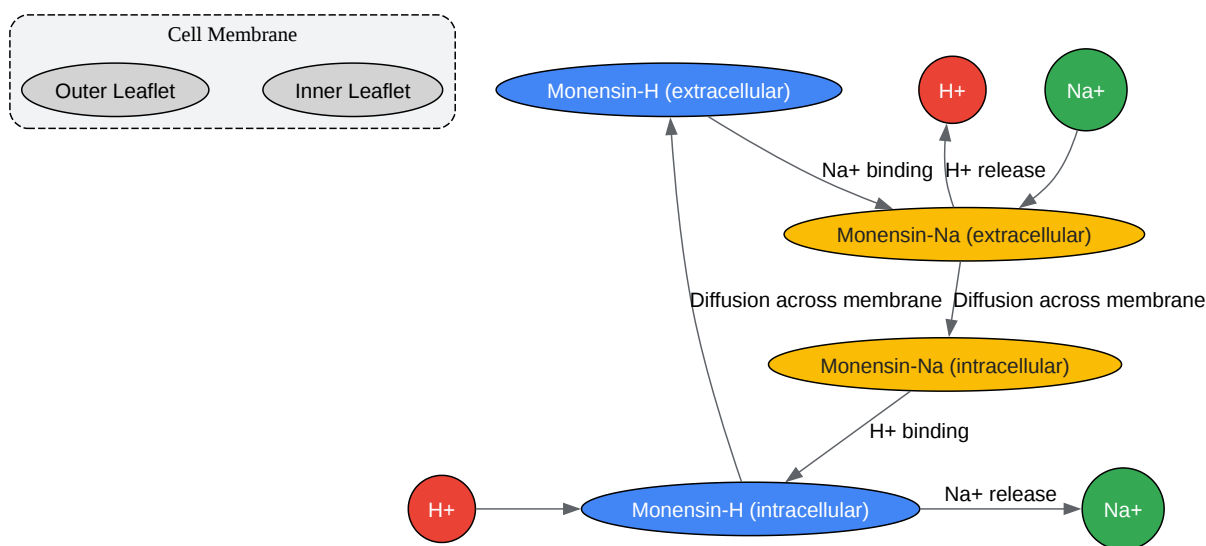 Cell Membrane
Outer Leaflet
Inner Leaflet
Monensin-H (extracellular)
H+
Na+
Na+ binding
H+ release
Monensin-Na (extracellular)
Diffusion across membrane
Diffusion across membrane
Monensin-Na (intracellular)
H+ binding
H+
Monensin-H (intracellular)
Na+ release
Na+